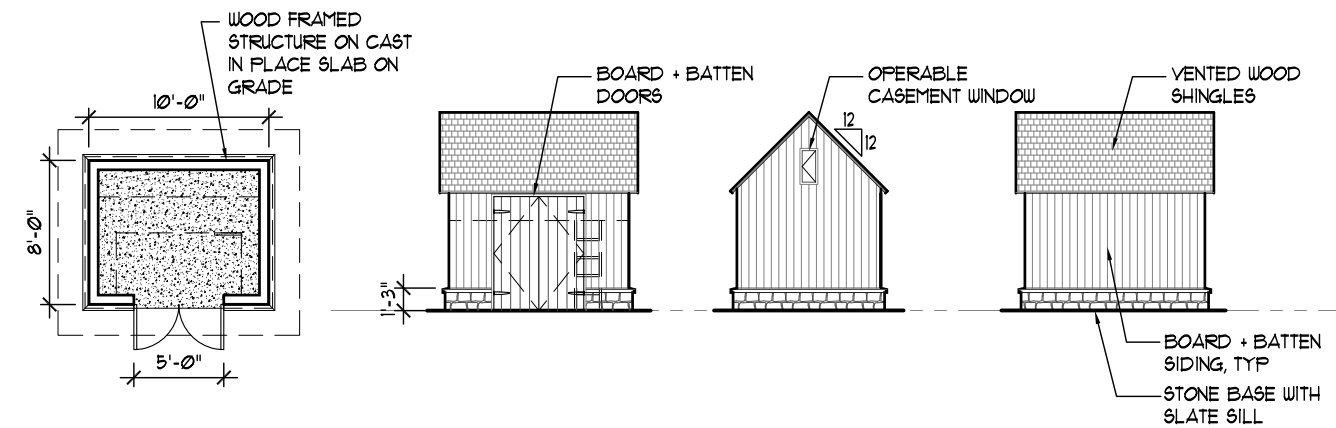 WOOD FRAMED
STRUCTURE ON CAST
IN PLACE SLAB ON
GRADE
10'-0"
8'-0"
5'-0"
BOARD + BATTEN
DOORS
1'-3"
OPERABLE
CASEMENT WINDOW
12
12
VENTED WOOD
SHINGLES
BOARD + BATTEN
SIDING, TYP
STONE BASE WITH
SLATE SILL